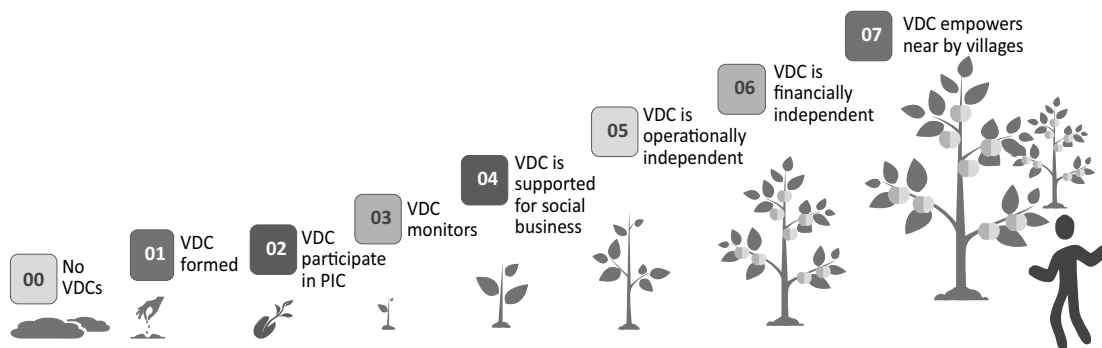 00
No
VDCs
01
VDC
formed
02
VDC
participate
in PIC
03
VDC
monitors
04
VDC is
supported
for social
business
05
VDC is
operationally
independent
06
VDC is
financially
independent
07
VDC empowers
near by villages